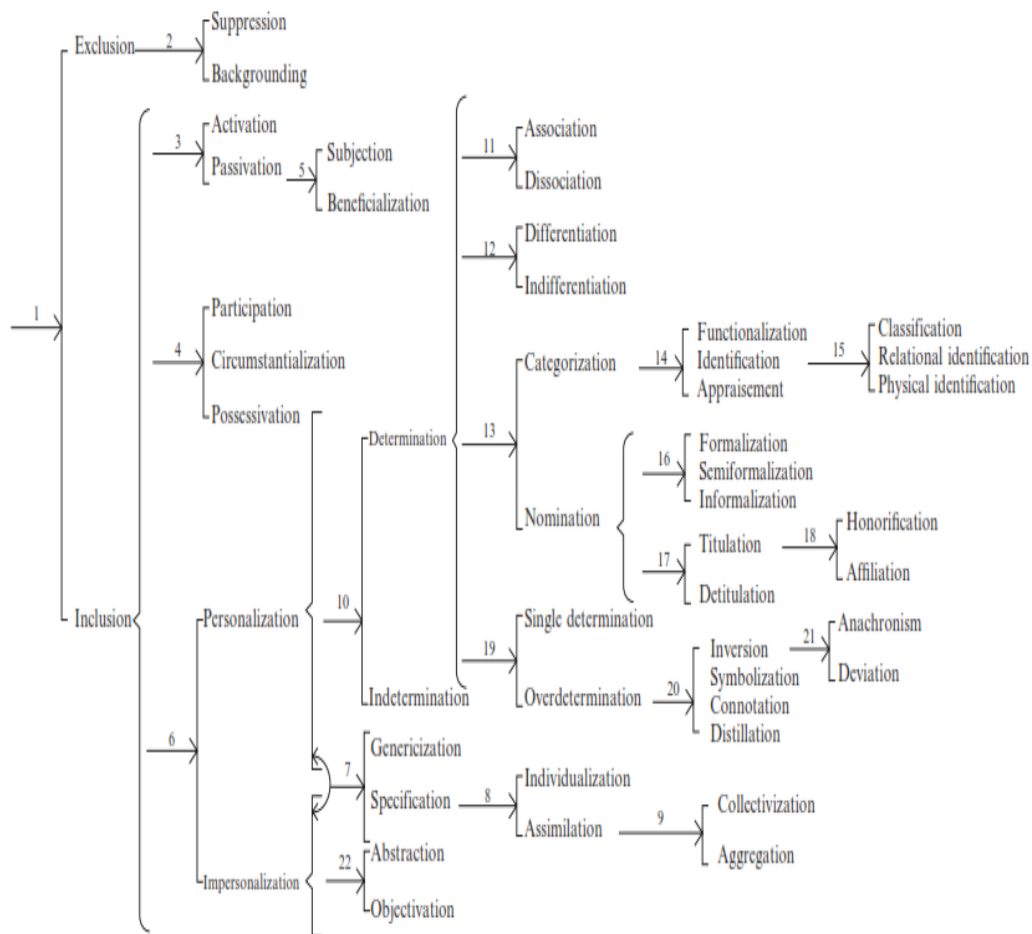 Suppression
Exclusion
2
Backgrounding
Activation
3
Passivation
5
Subjection
Beneficialization
11
Association
Dissociation
12
Differentiation
Indifferentiation
1
Participation
4
Circumstantialization
Possessivation
Determination
13
Categorization
14
Functionalization
Identification
Appraisement
15
Classification
Relational identification
Physical identification
Nomination
16
Formalization
Semiformalization
Informalization
17
Titulation
Detitulation
18
Honorification
Affiliation
Inclusion
Personalization
10
Indetermination
19
Single determination
Overdetermination
20
Inversion
Symbolization
Connotation
Distillation
21
Anachronism
Deviation
6
7
Genericization
Specification
8
Individualization
Assimilation
9
Collectivization
Aggregation
Impersonalization
22
Abstraction
Objectivation